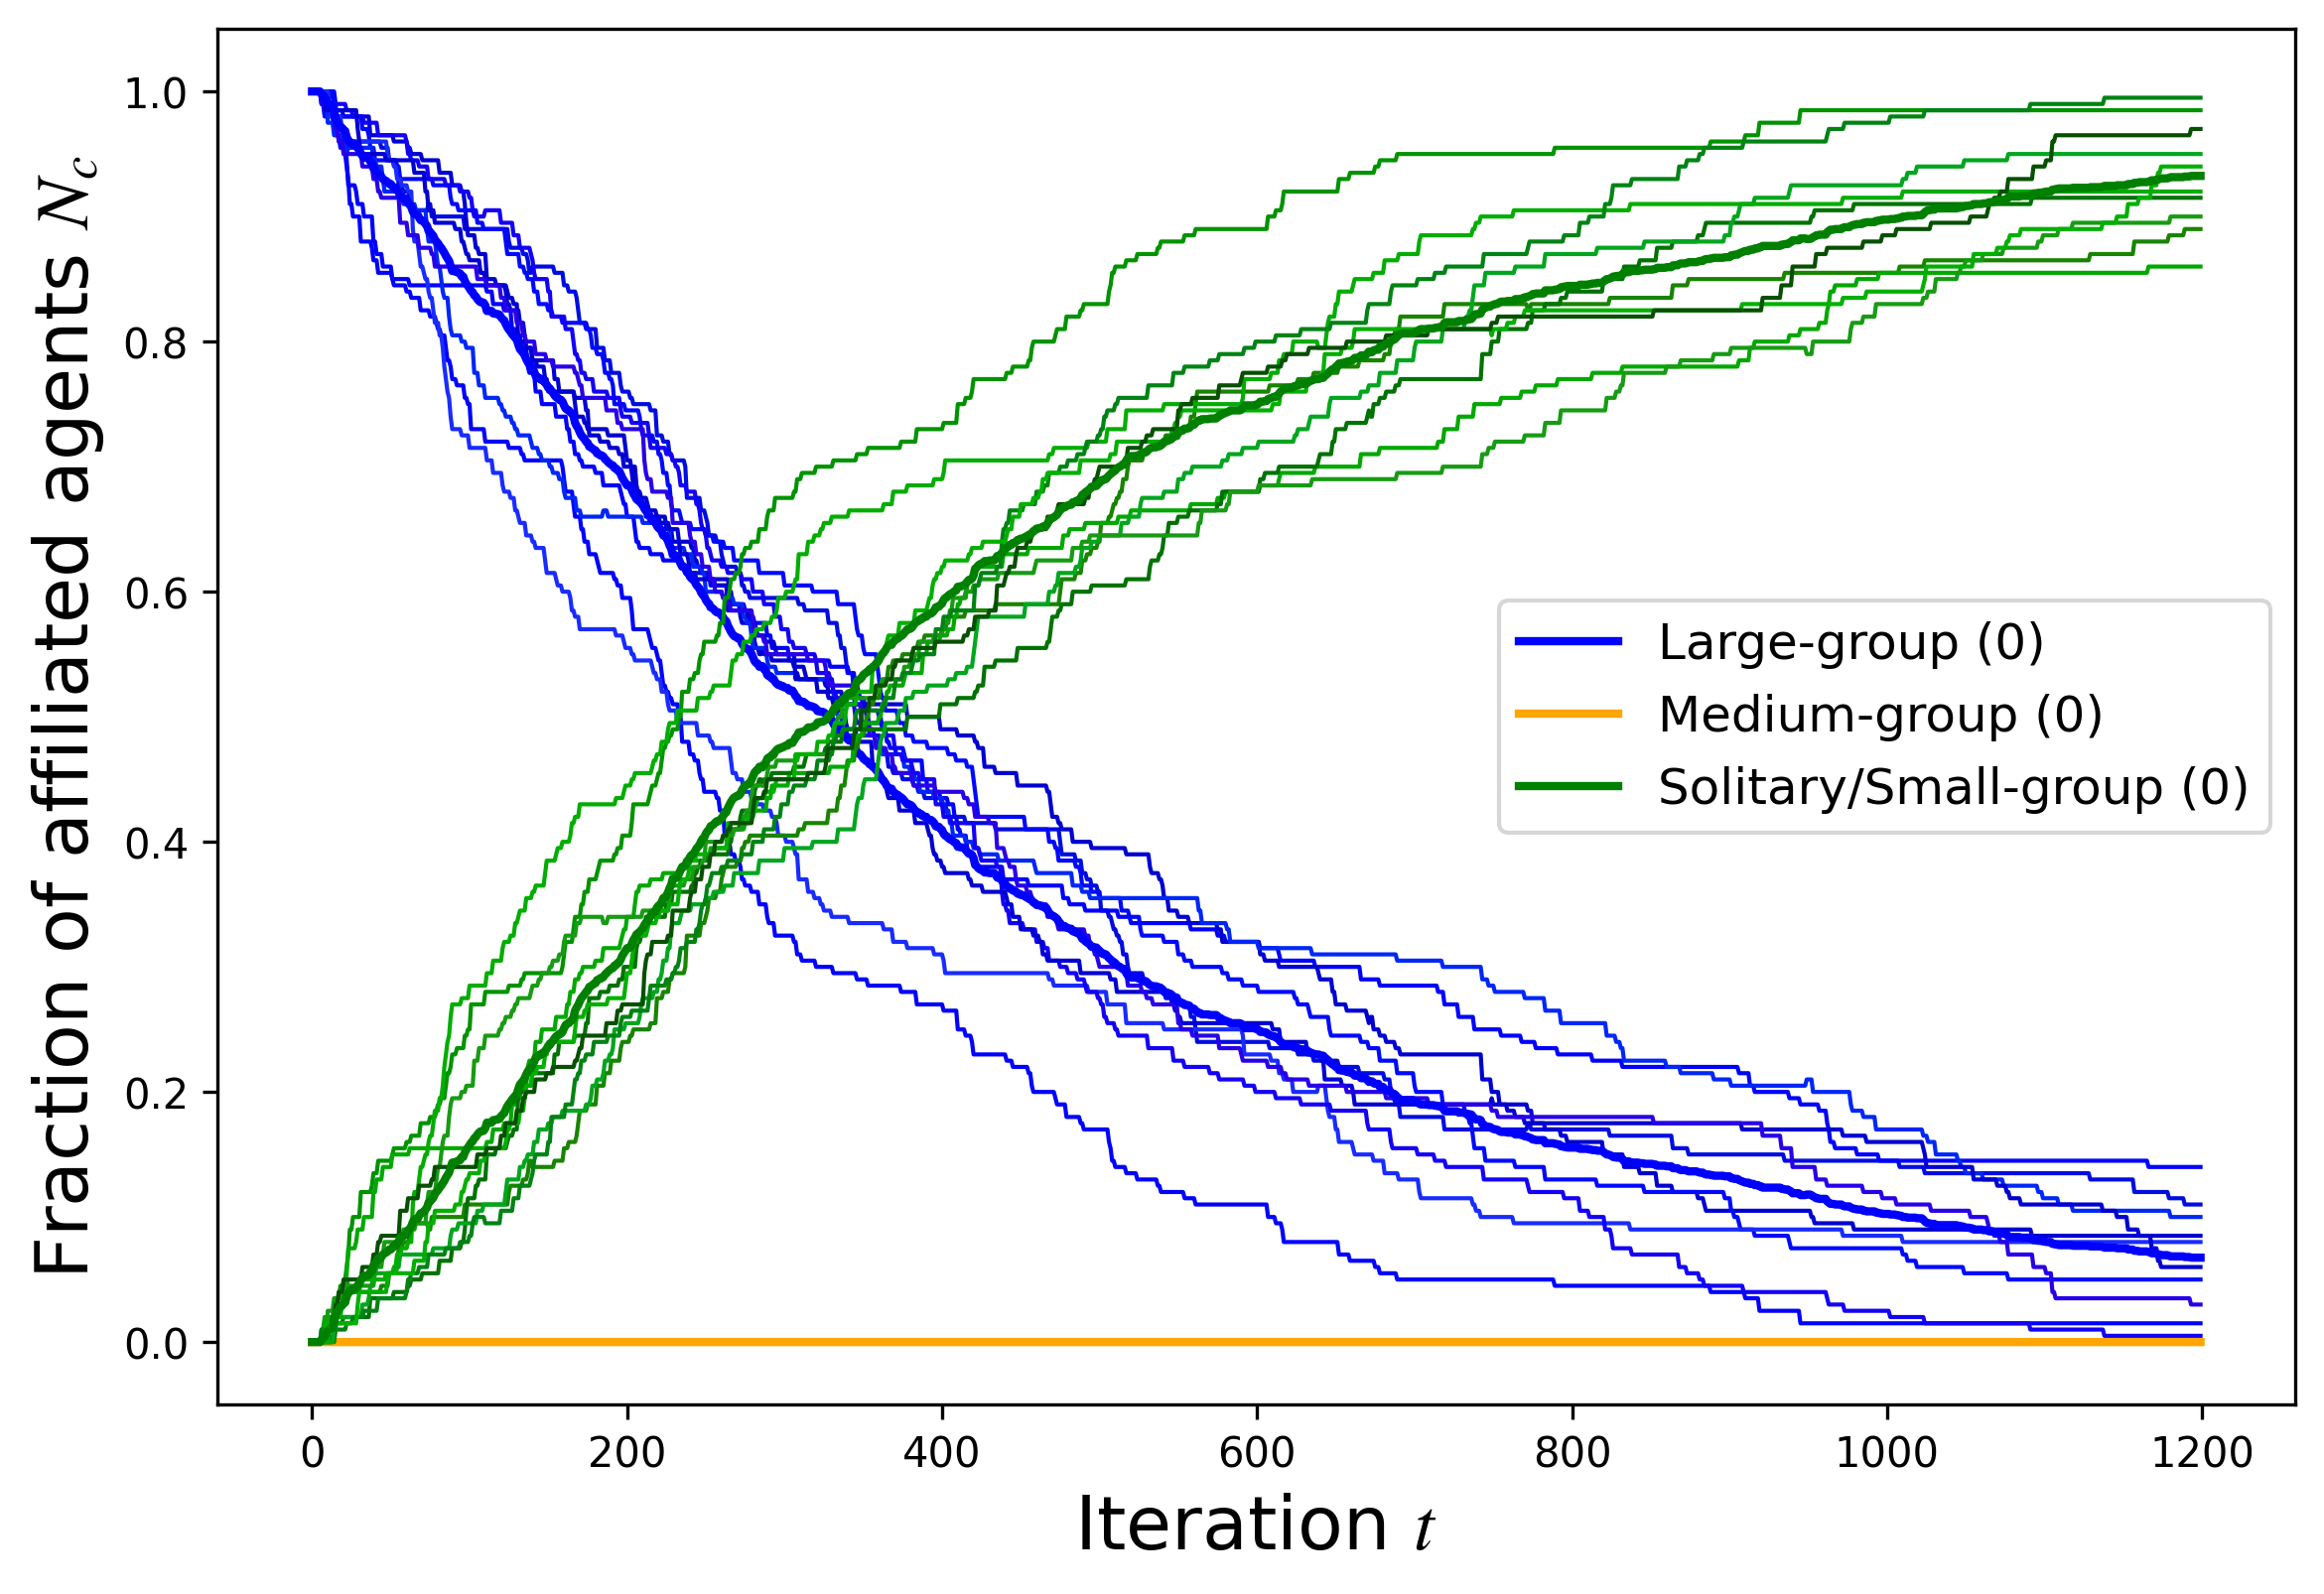 Fraction of affiliated agents N_c
1.0
0.8
0.6
0.4
0.2
0.0
Large-group (0)
Medium-group (0)
Solitary/Small-group (0)
0 200 400 600 800 1000 1200
Iteration t